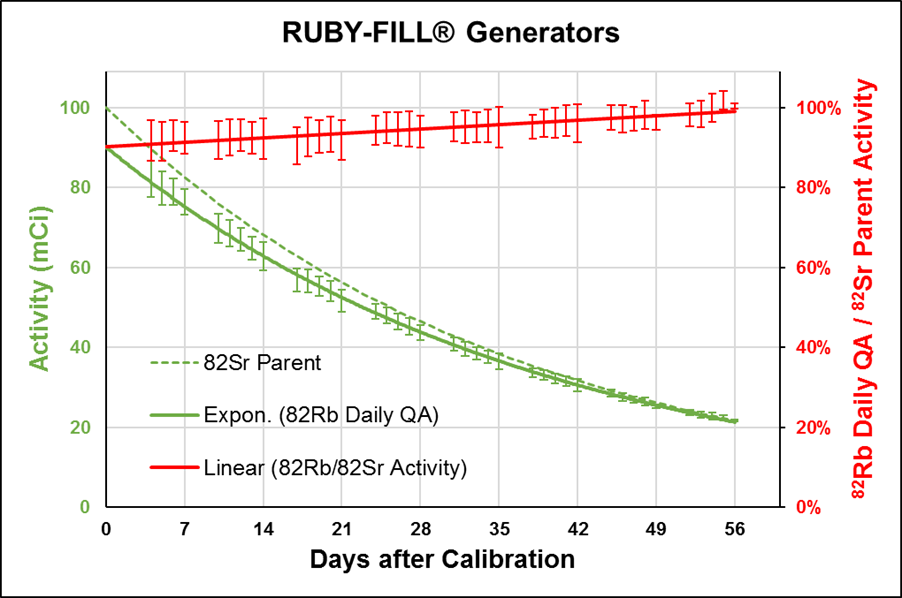 RUBY-FILL® Generators
Activity (mCi)
100
80
60
40
20
0
100%
80%
60%
40%
20%
0%
82Rb Daily QA / 82Sr Parent Activity
82Sr Parent
Expon. (82Rb Daily QA)
Linear (82Rb/82Sr Activity)
0 7 14 21 28 35 42 49 56
Days after Calibration